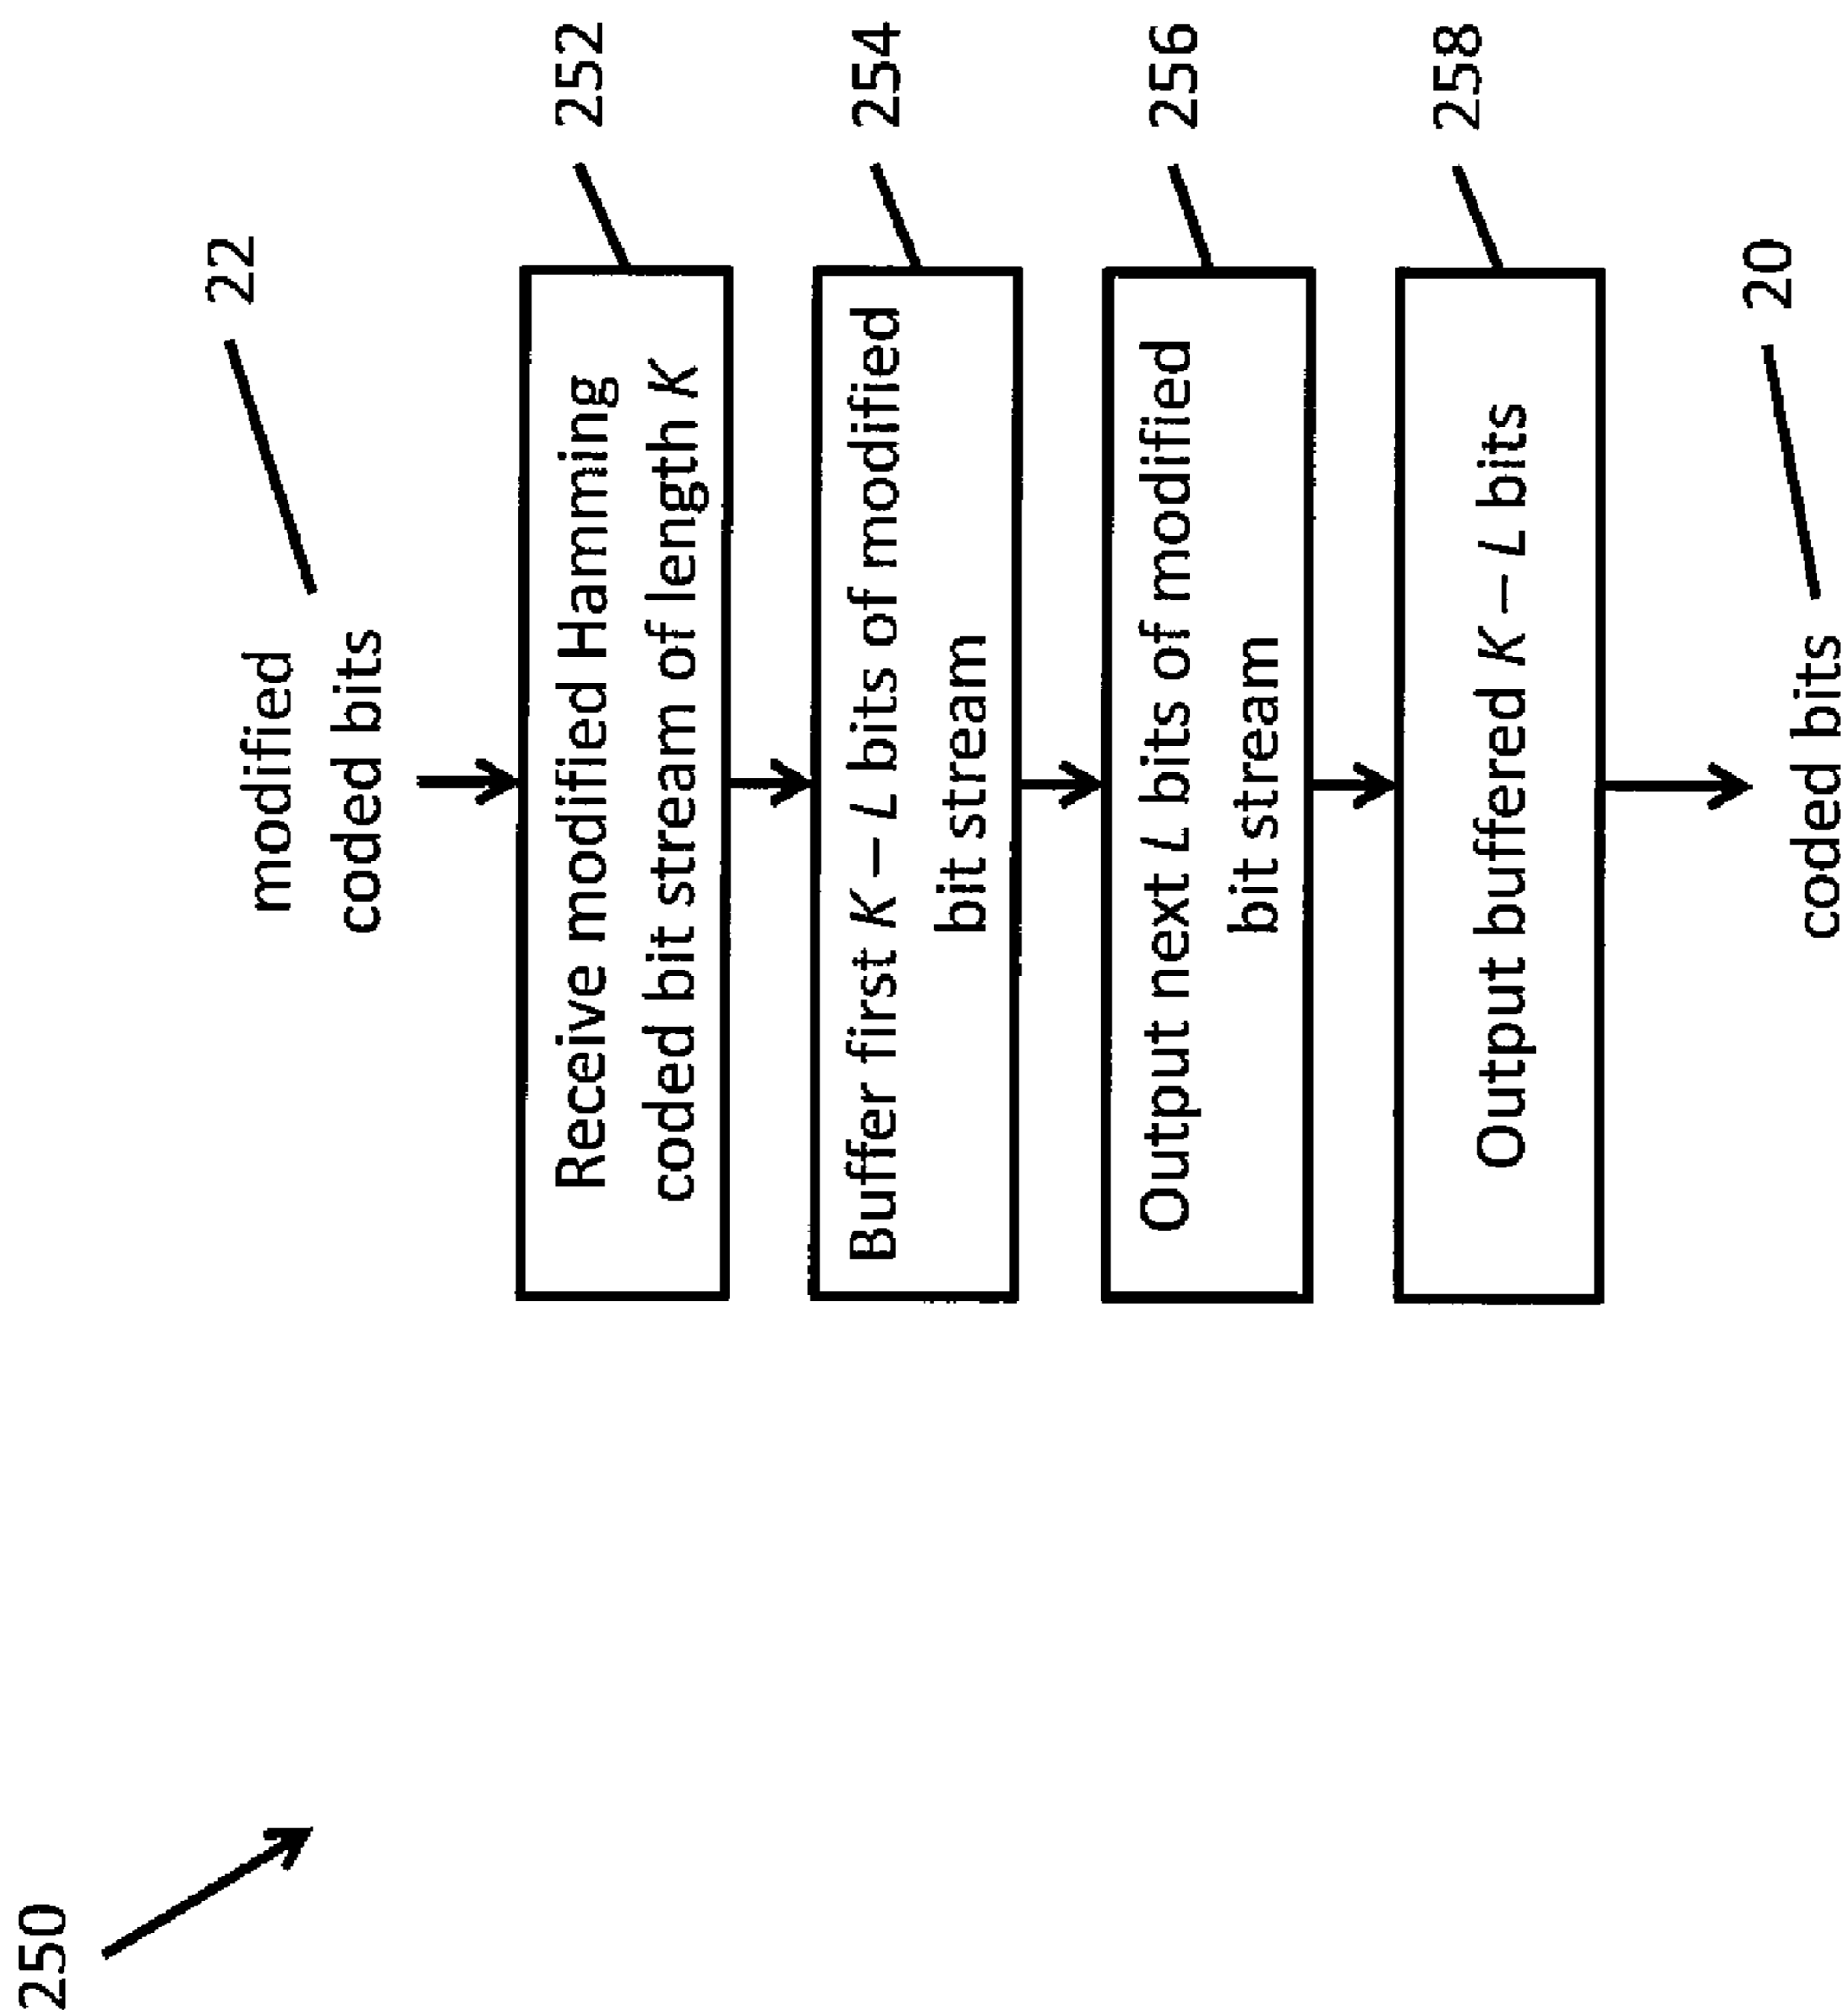 250
22
modified
coded bits
Receive modified Hamming
coded bit stream of length K
252
Buffer first K – L bits of modified
bit stream
254
Output next L bits of modified
bit stream
256
Output buffered K – L bits
258
20
coded bits